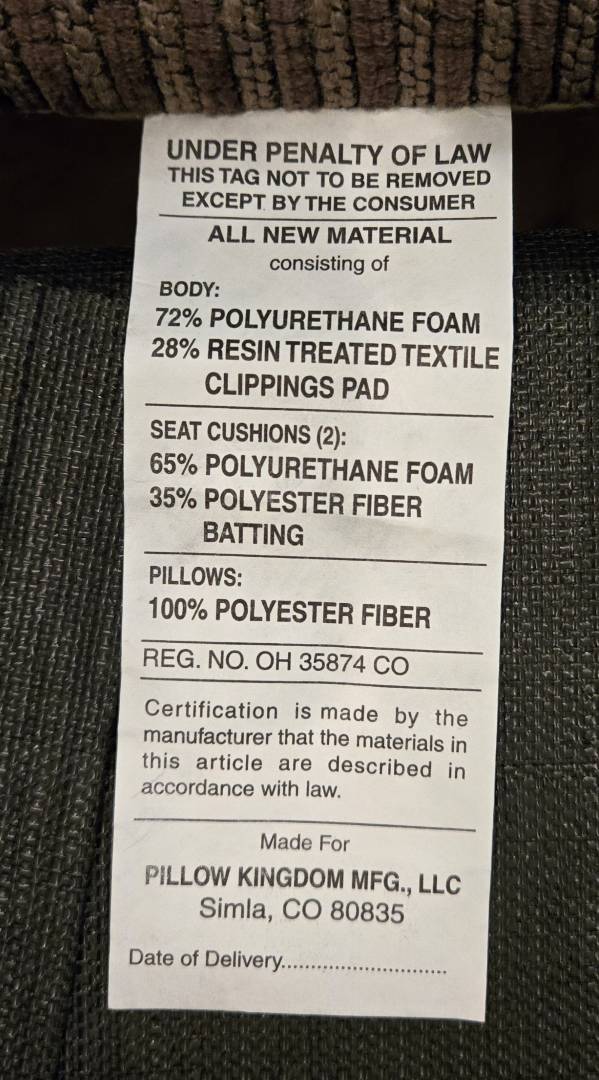 UNDER PENALTY OF LAW
THIS TAG NOT TO BE REMOVED
EXCEPT BY THE CONSUMER
ALL NEW MATERIAL
consisting of
BODY:
72% POLYURETHANE FOAM
28% RESIN TREATED TEXTILE
CLIPPINGS PAD
SEAT CUSHIONS (2):
65% POLYURETHANE FOAM
35% POLYESTER FIBER
BATTING
PILLOWS:
100% POLYESTER FIBER
REG. NO. OH 35874 CO
Certification is made by the
manufacturer that the materials in
this article are described in
accordance with law.
Made For
PILLOW KINGDOM MFG., LLC
Simla, CO 80835
Date of Delivery..............................